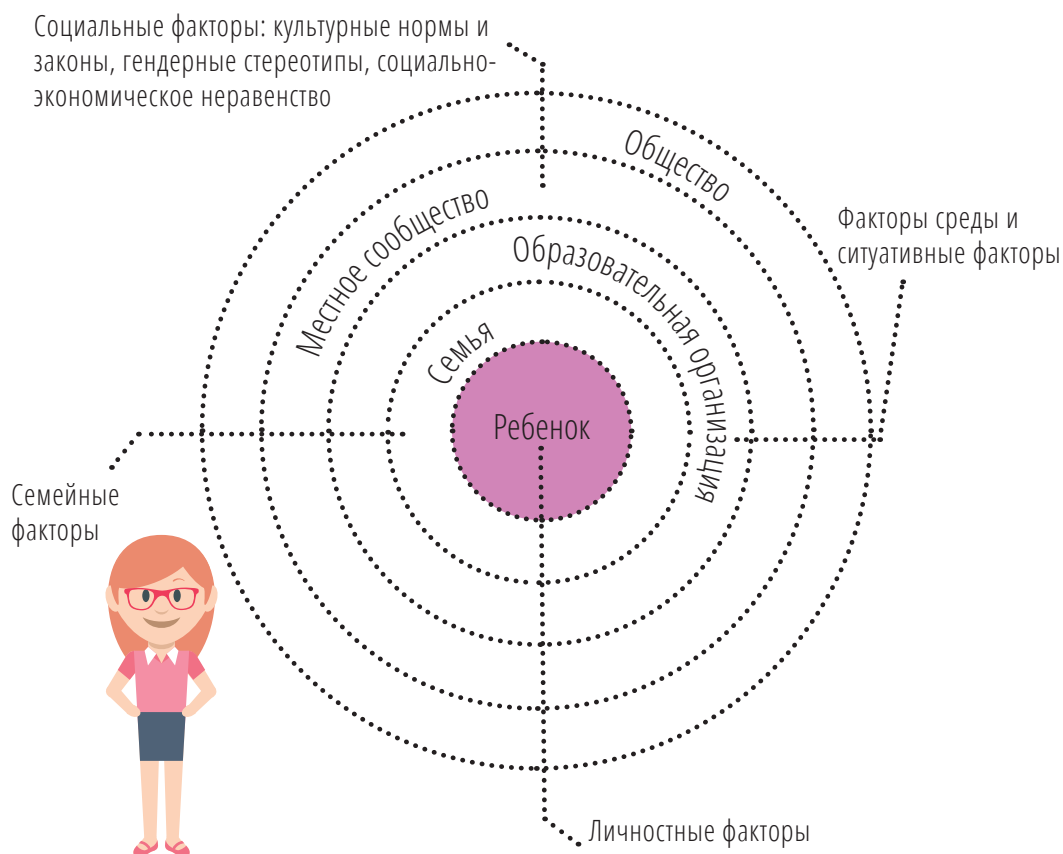 Социальные факторы: культурные нормы и
законы, гендерные стереотипы, социально-
экономическое неравенство
Общество
Местное сообщество
Образовательная организация
Факторы среды и
ситуативные факторы
Семья
Ребенок
Семейные
факторы
Личностные факторы